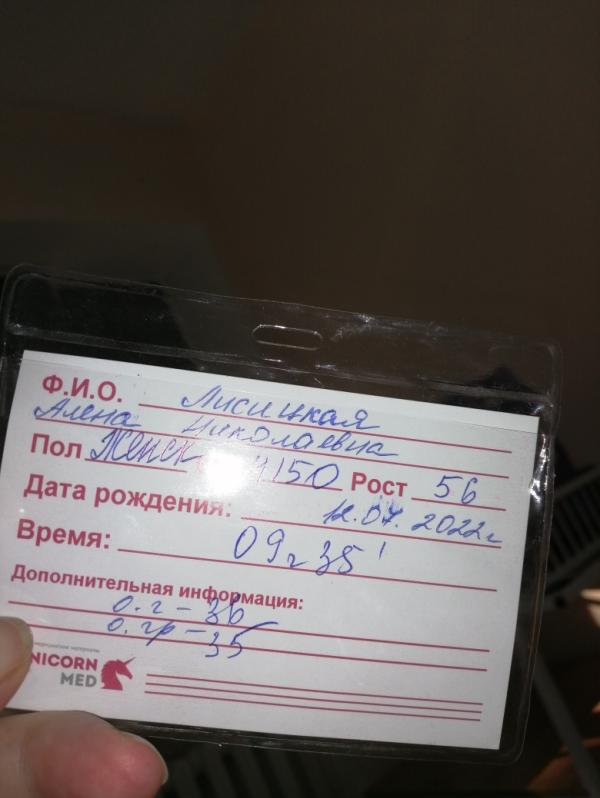 Ф.И.О. Лисицкая
Алена Николаевна
Пол Женск 4150 Рост 56
Дата рождения: 12.07.2022г
Время: 09ч 35'
Дополнительная информация:
о.г - 36
о.гр - 35
NICORN
MED